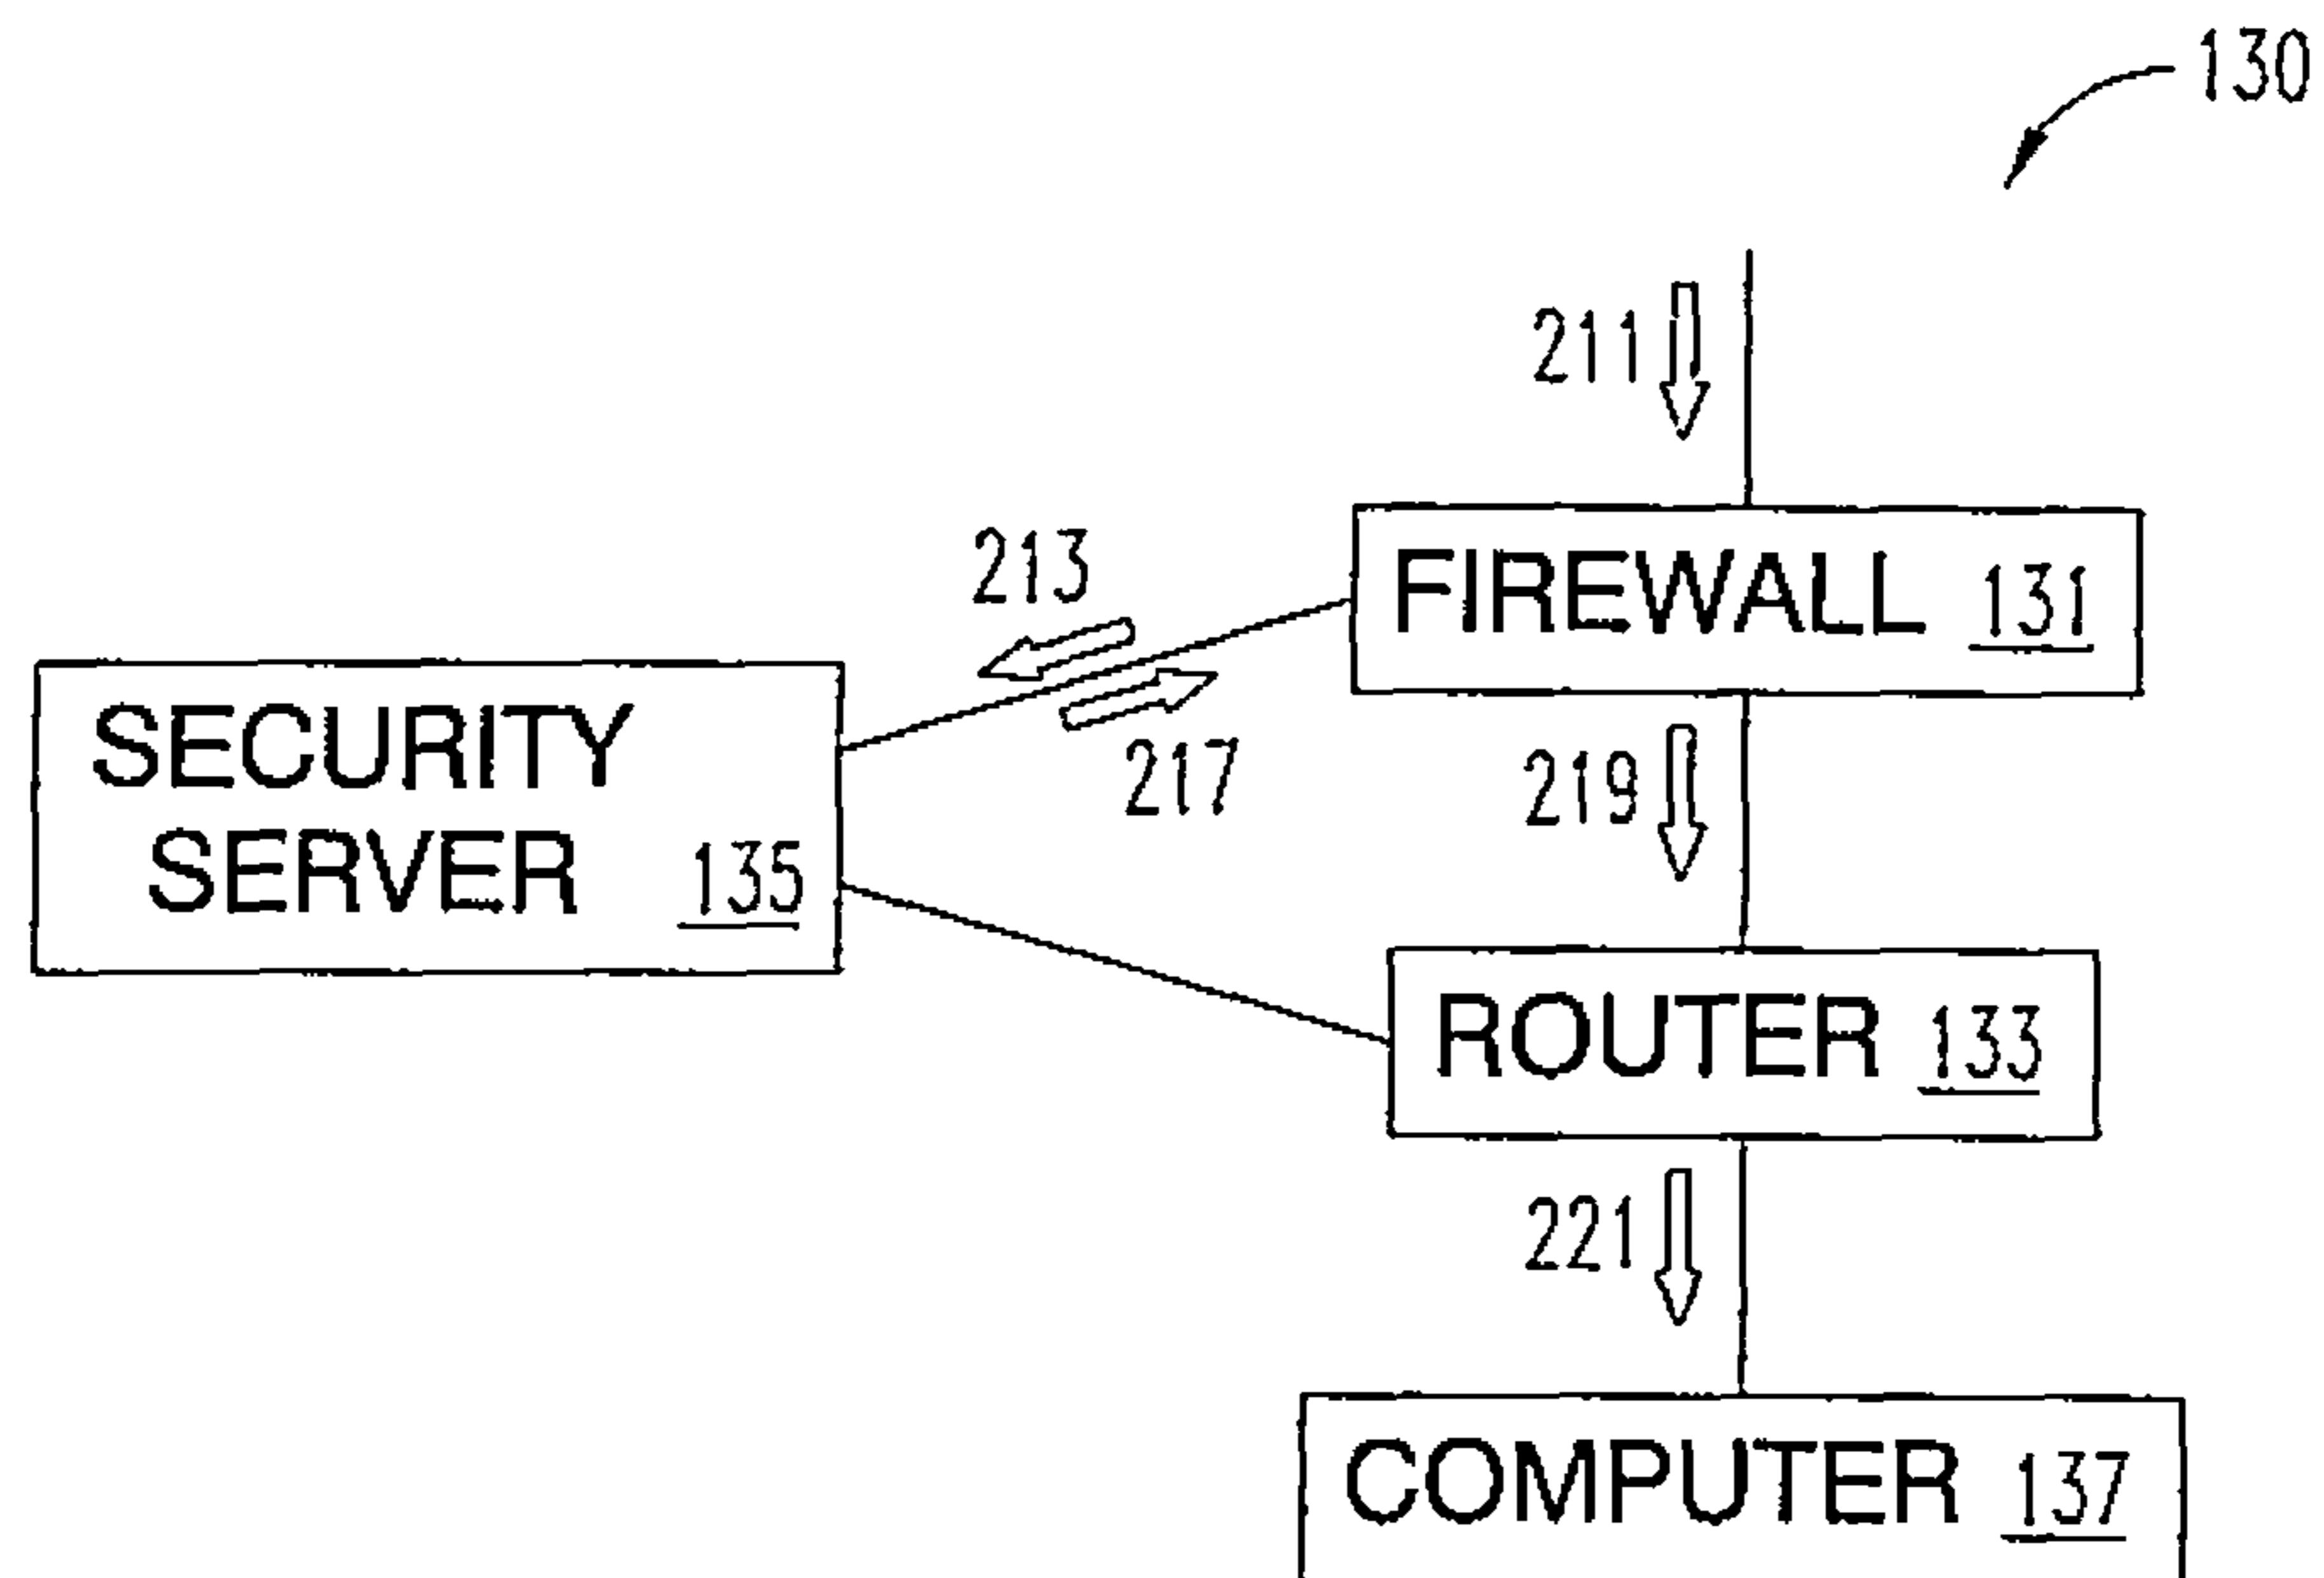 130
211
213
FIREWALL 131
SECURITY
SERVER 135
217
219
ROUTER 133
221
COMPUTER 137